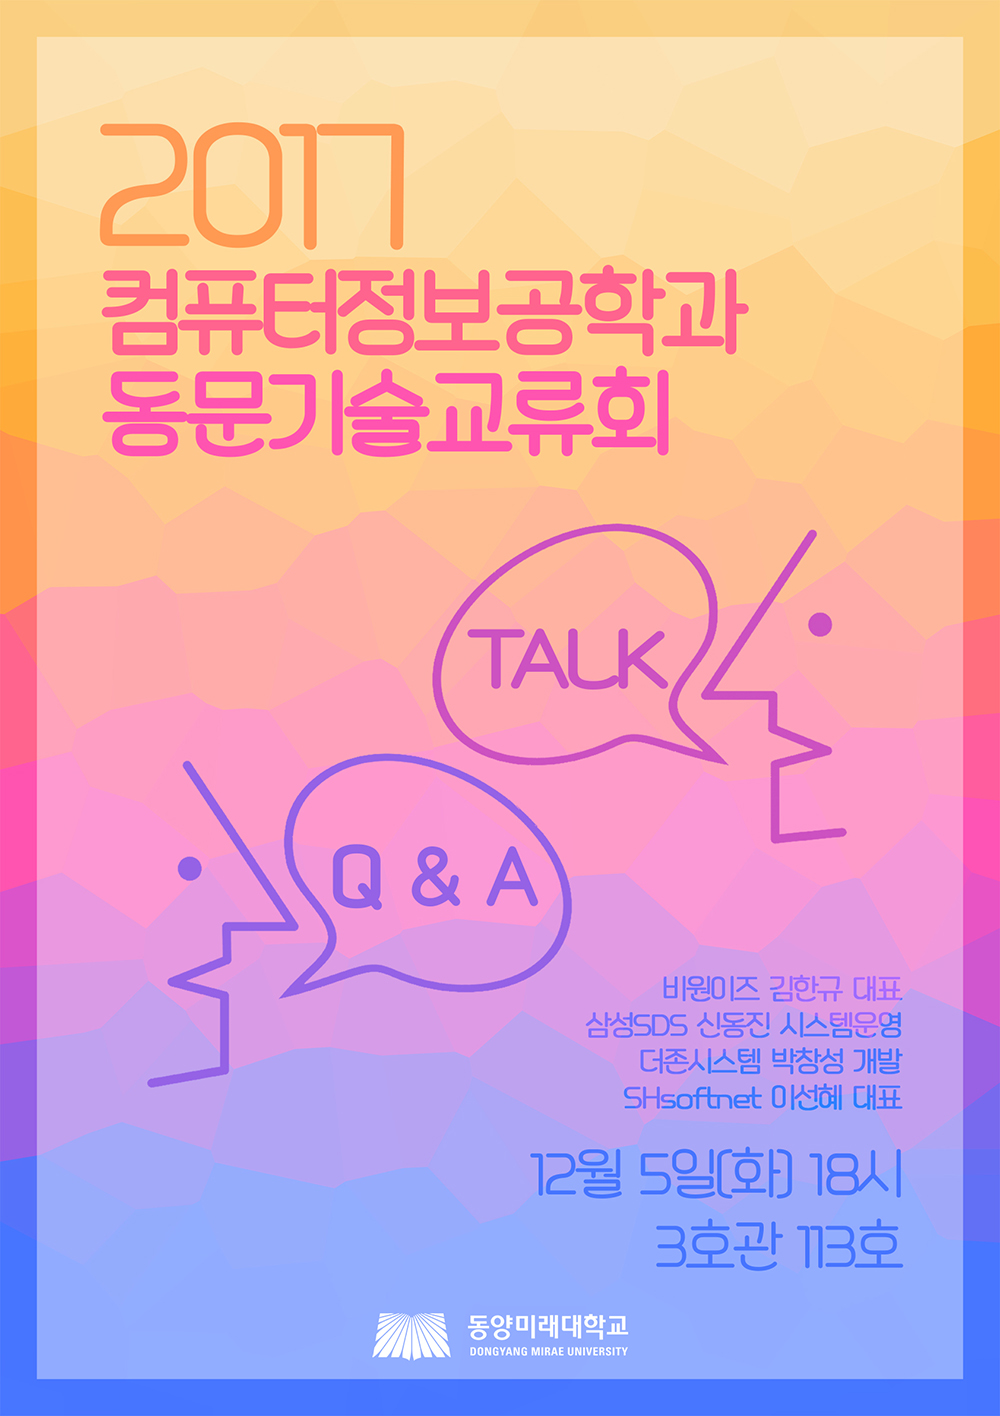 2017
컴퓨터정보공학과
동문기술교류회
TALK
Q & A
비원이즈 김한규 대표
삼성SDS 신동진 시스템운영
더존시스템 박창성 개발
SHsoftnet 이선혜 대표
12월 5일(화) 18시
3호관 113호
동양미래대학교
DONGYANG MIRAE UNIVERSITY